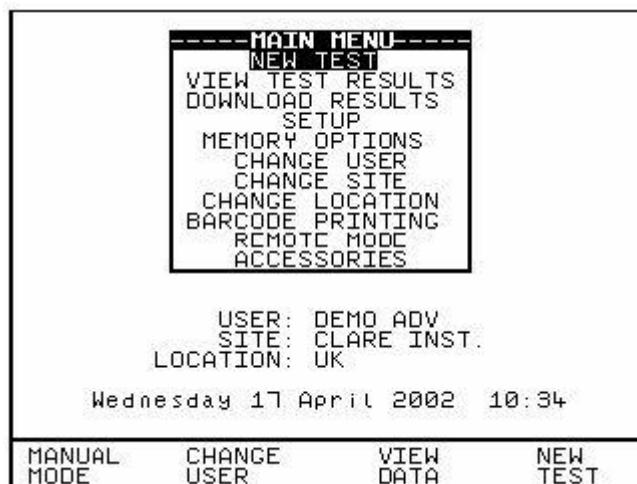 -----MAIN MENU-----
NEW TEST
VIEW TEST RESULTS
DOWNLOAD RESULTS
SETUP
MEMORY OPTIONS
CHANGE USER
CHANGE SITE
CHANGE LOCATION
BARCODE PRINTING
REMOTE MODE
ACCESSORIES
USER: DEMO ADV
SITE: CLARE INST.
LOCATION: UK
Wednesday 17 April 2002 10:34
MANUAL CHANGE VIEW NEW
MODE USER DATA TEST